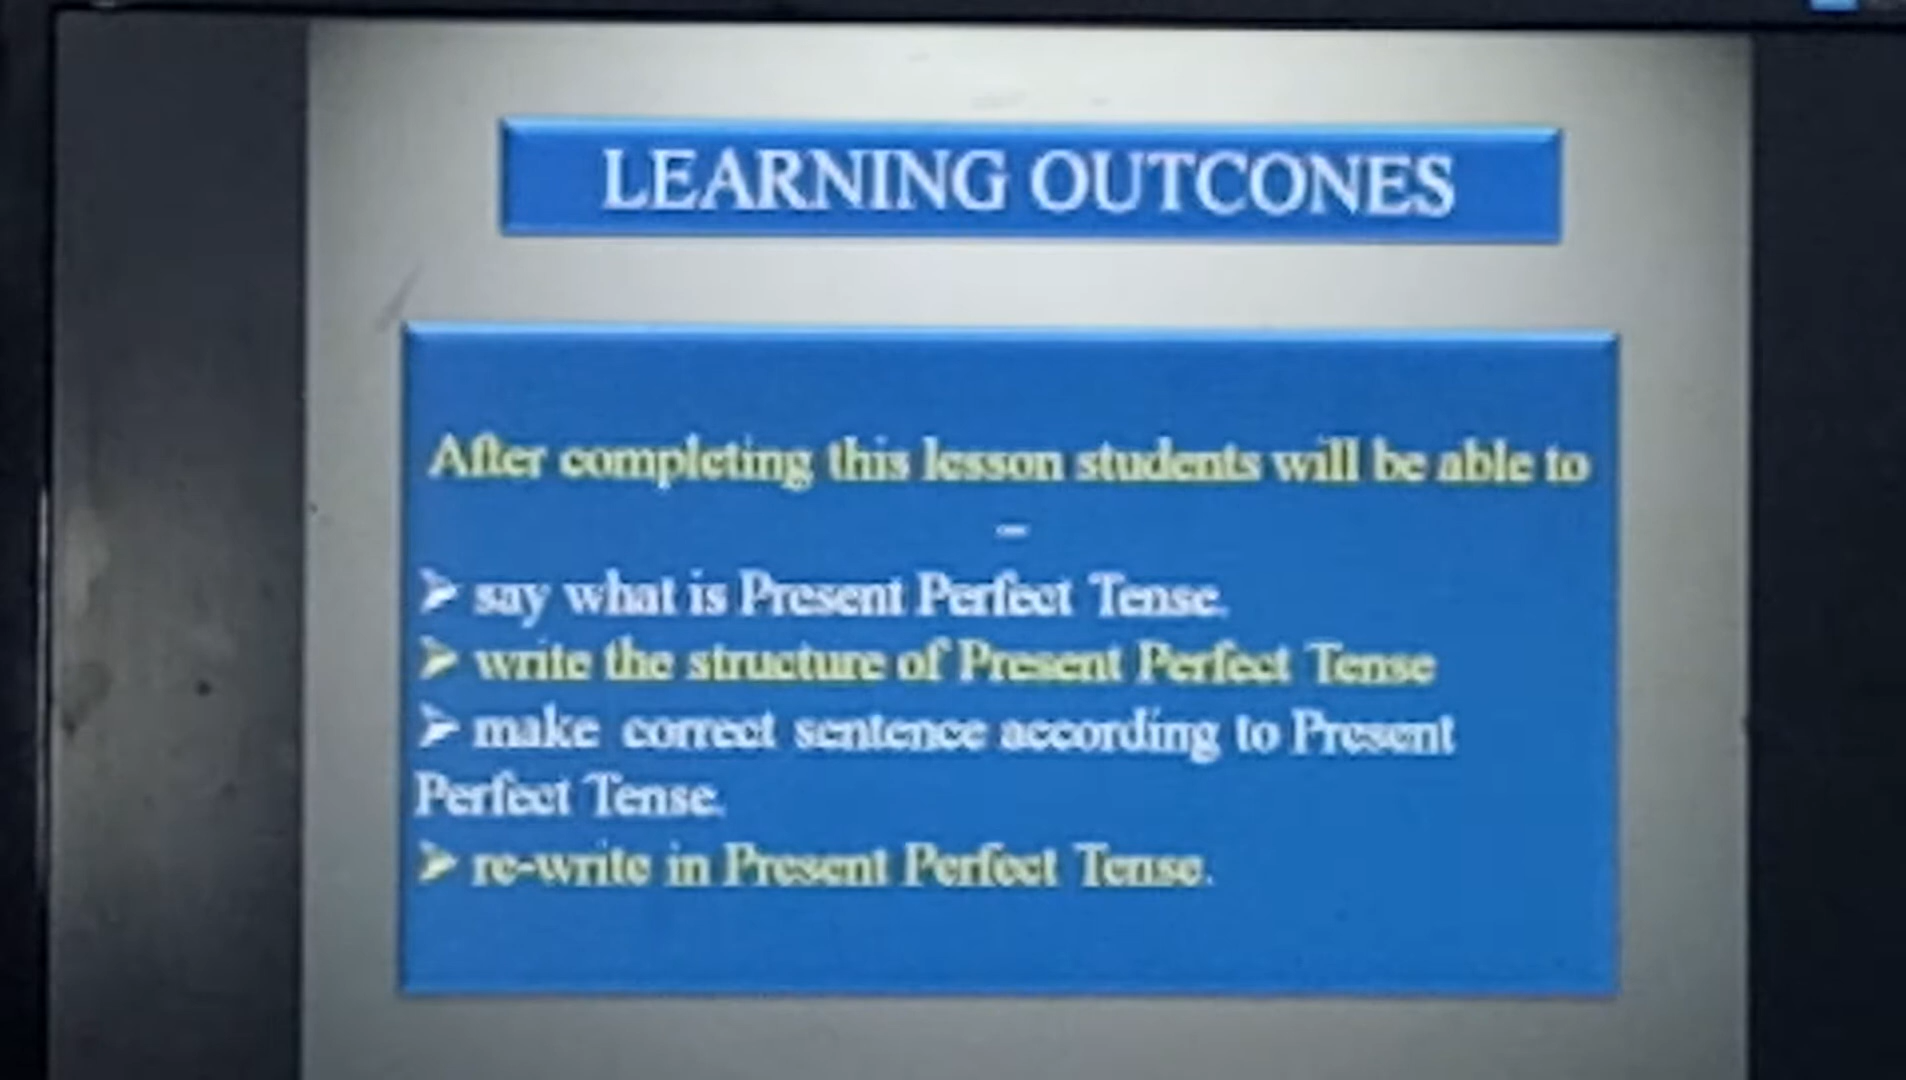 LEARNING OUTCONES
After completing this lesson students will be able to
–
➢ say what is Present Perfect Tense.
➢ write the structure of Present Perfect Tense
➢ make correct sentence according to Present
Perfect Tense.
➢ re-write in Present Perfect Tense.